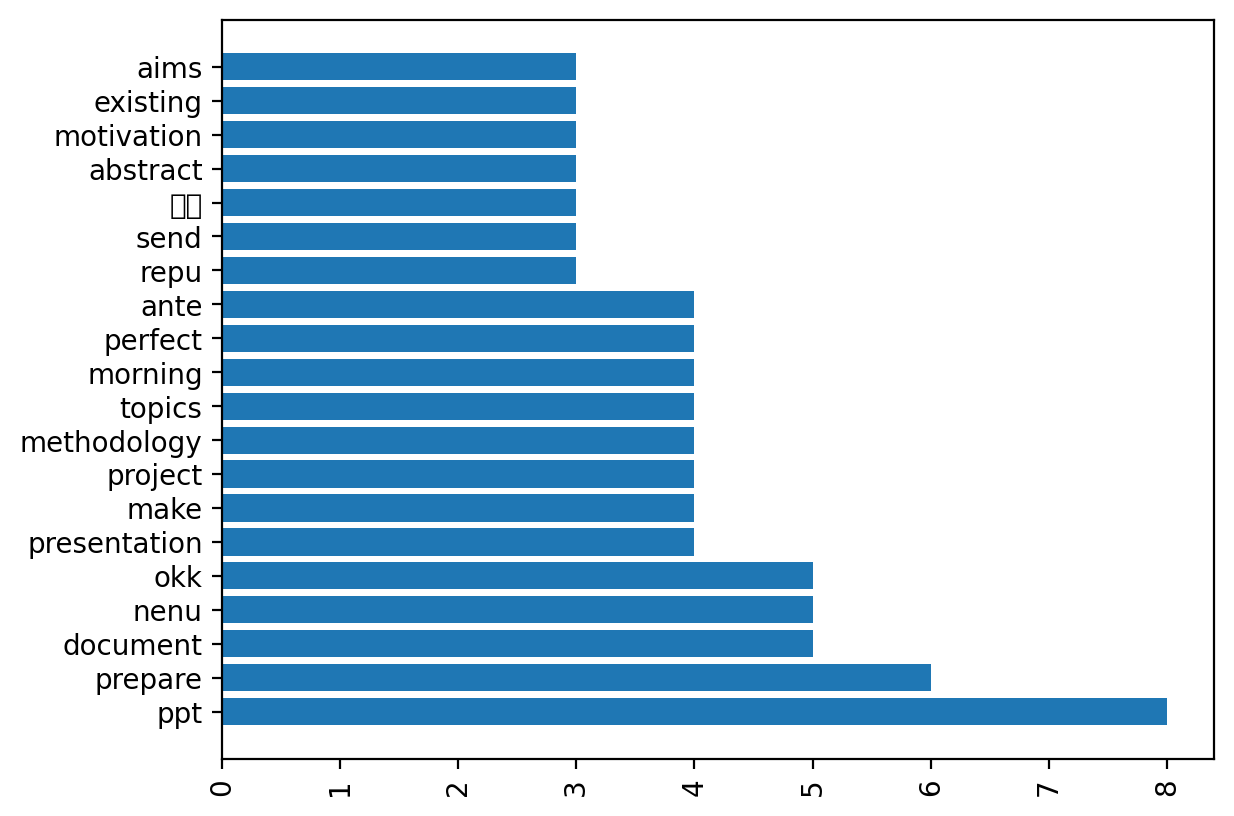 aims
existing
motivation
abstract
send
repu
ante
perfect
morning
topics
methodology
project
make
presentation
okk
nenu
document
prepare
ppt
0 1 2 3 4 5 6 7 8